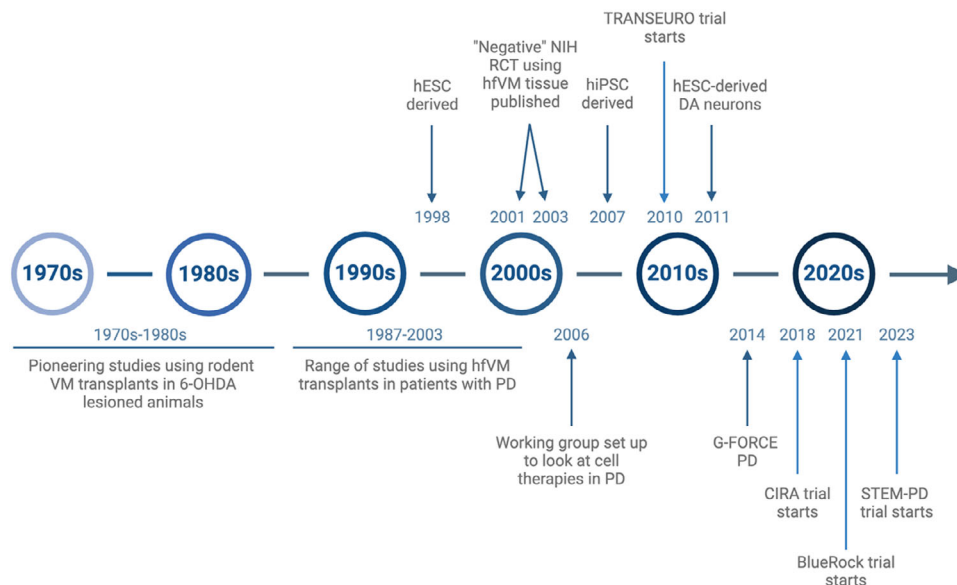 TRANSEURO trial
starts
"Negative" NIH
RCT using
hfVM tissue
published
hESC
derived
hiPSC
derived
hESC-derived
DA neurons
1998
2001
2003
2007
2010
2011
1970s
1980s
1990s
2000s
2010s
2020s
1970s-1980s
Pioneering studies using rodent
VM transplants in 6-OHDA
lesioned animals
1987-2003
Range of studies using hfVM
transplants in patients with PD
2006
Working group set up
to look at cell
therapies in PD
2014
G-FORCE
PD
2018
CIRA trial
starts
2021
BlueRock trial
starts
2023
STEM-PD
trial starts